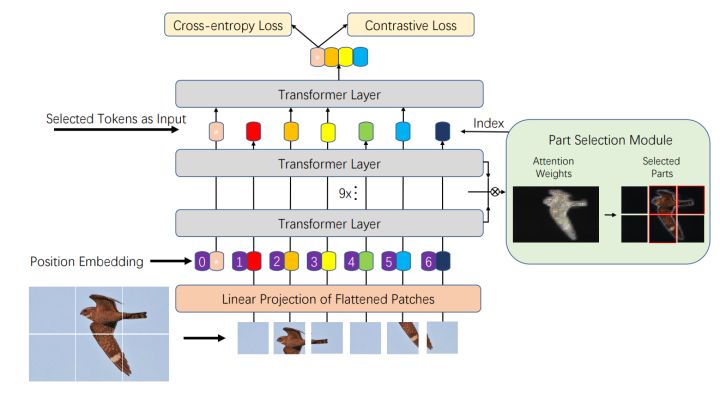 Cross-entropy Loss
Contrastive Loss
Transformer Layer
Selected Tokens as Input
*
Index
Part Selection Module
Transformer Layer
Attention
Weights
Selected
Parts
9x
Transformer Layer
Position Embedding
0 * 1 2 3 4 5 6
Linear Projection of Flattened Patches